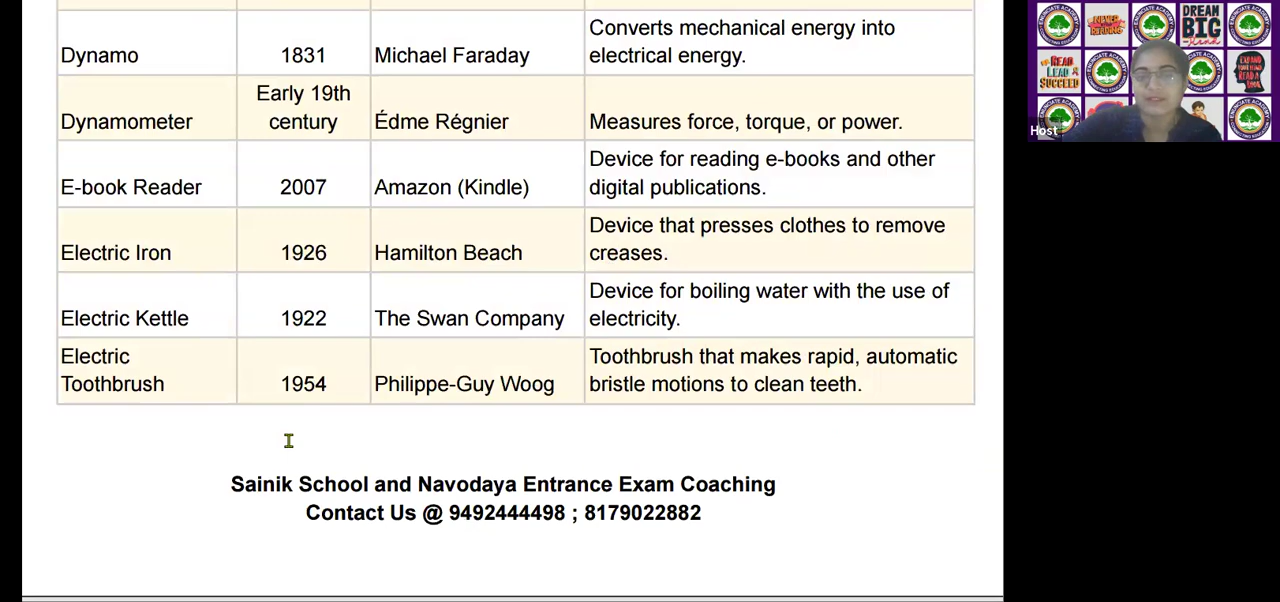 Converts mechanical energy into
Dynamo 1831 Michael Faraday electrical energy.
Early 19th
Dynamometer century Édme Régnier Measures force, torque, or power.
Device for reading e-books and other
E-book Reader 2007 Amazon (Kindle) digital publications.
Device that presses clothes to remove
Electric Iron 1926 Hamilton Beach creases.
Device for boiling water with the use of
Electric Kettle 1922 The Swan Company electricity.
Electric Toothbrush that makes rapid, automatic
Toothbrush 1954 Philippe-Guy Woog bristle motions to clean teeth.
Sainik School and Navodaya Entrance Exam Coaching
Contact Us @ 9492444498 ; 8179022882
DREAM
BIG
READ
LEAD
SUCCEED
Host